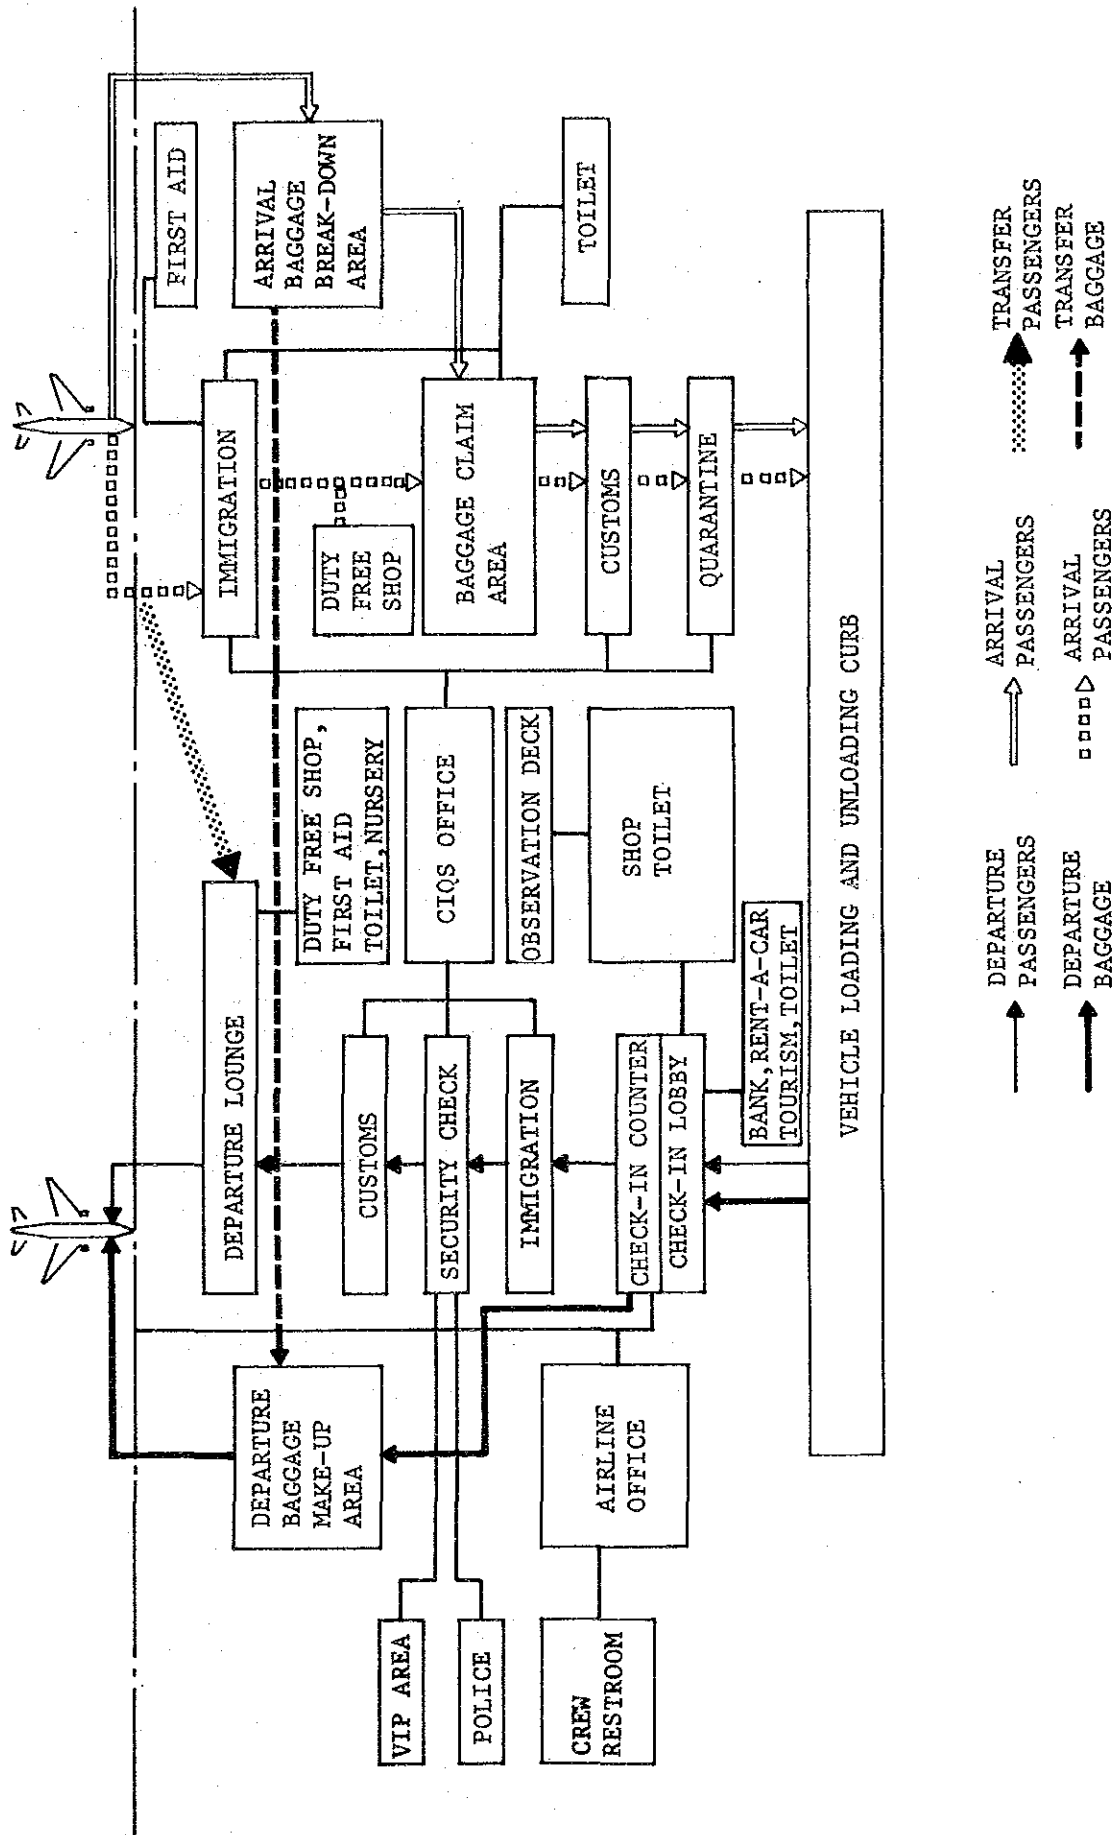 FIRST AID
ARRIVAL
BAGGAGE
BREAK-DOWN
AREA
TOILET
IMMIGRATION
DUTY
FREE
SHOP
BAGGAGE CLAIM
AREA
CUSTOMS
QUARANTINE
DEPARTURE LOUNGE
DUTY FREE SHOP,
FIRST AID
TOILET,NURSERY
CIQS OFFICE
OBSERVATION DECK
SHOP
TOILET
CUSTOMS
SECURITY CHECK
IMMIGRATION
CHECK-IN COUNTER
CHECK-IN LOBBY
BANK,RENT-A-CAR
TOURISM,TOILET
DEPARTURE
BAGGAGE
MAKE-UP
AREA
AIRLINE
OFFICE
VIP AREA
POLICE
CREW
RESTROOM
VEHICLE LOADING AND UNLOADING CURB
DEPARTURE
PASSENGERS
DEPARTURE
BAGGAGE
ARRIVAL
PASSENGERS
ARRIVAL
PASSENGERS
TRANSFER
PASSENGERS
TRANSFER
BAGGAGE